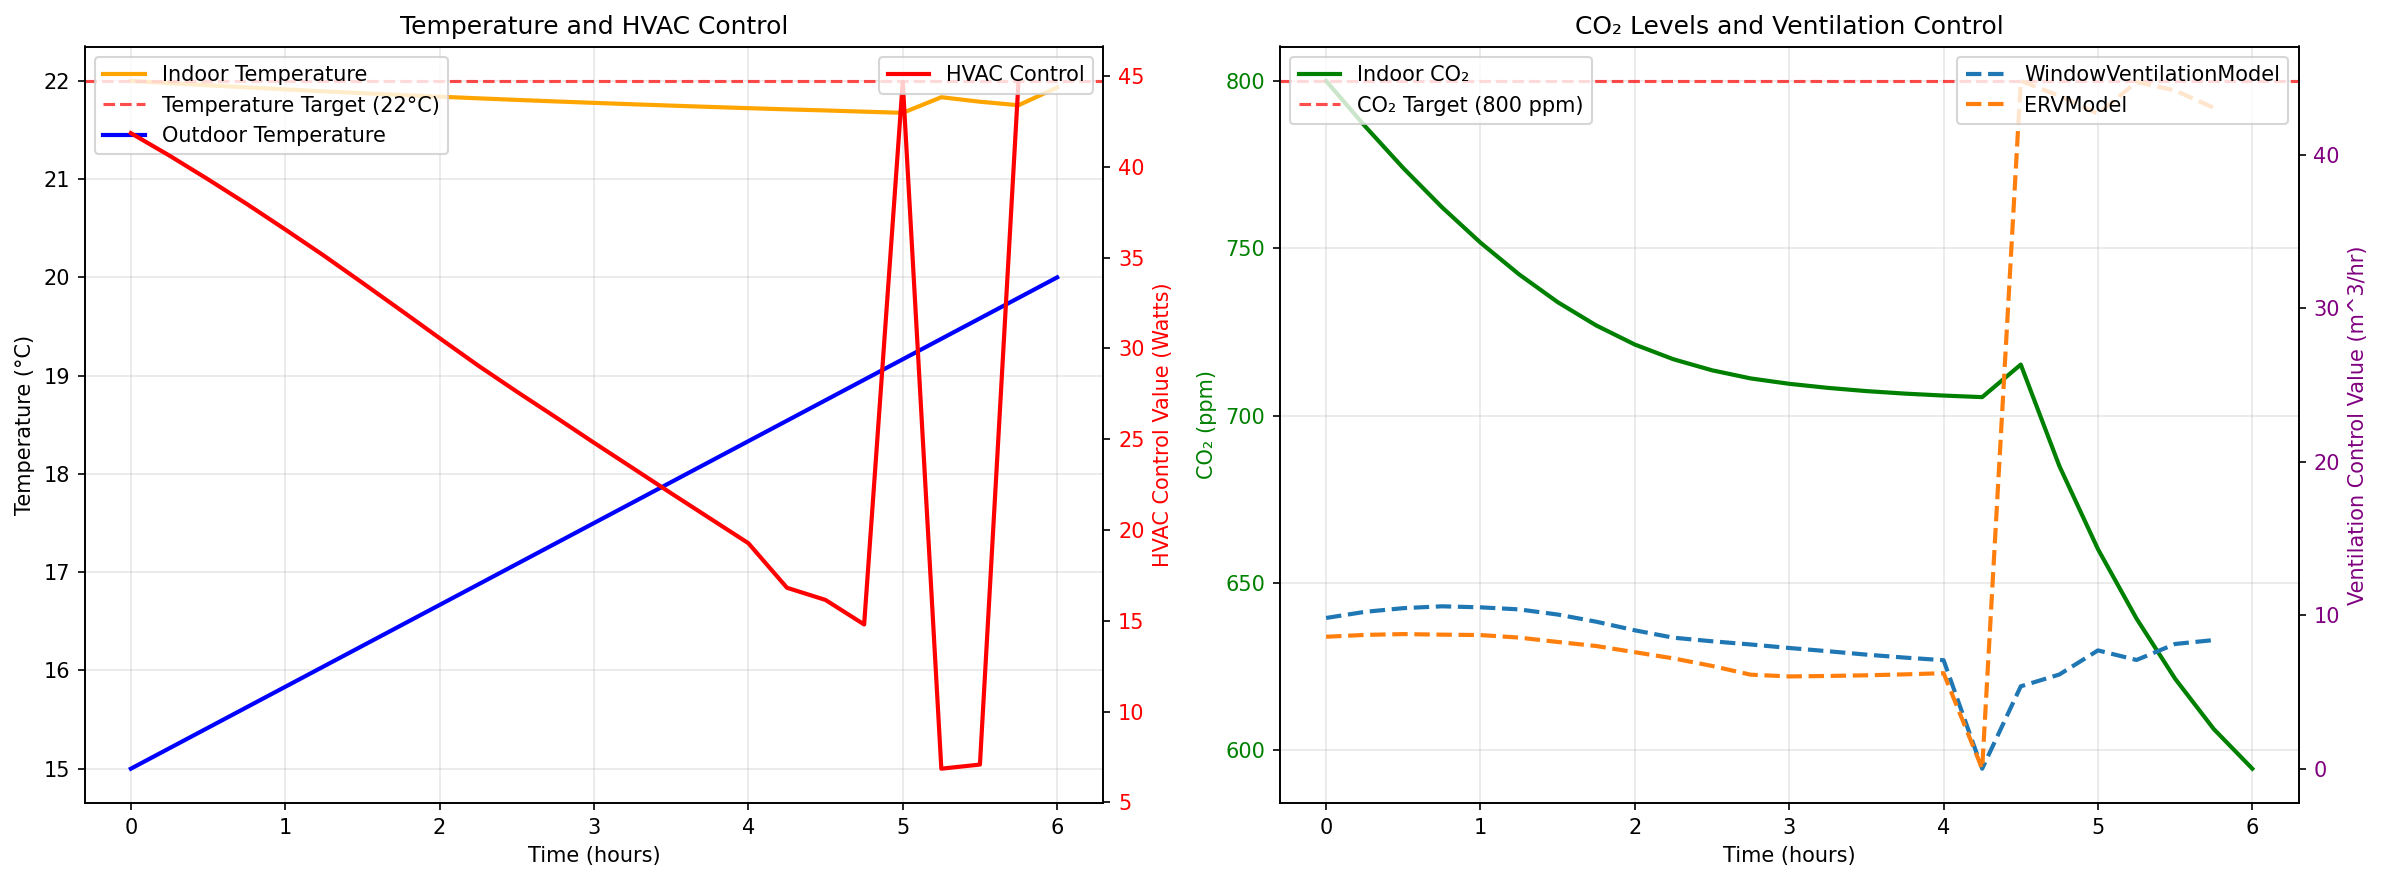 Temperature and HVAC Control
Indoor Temperature
Temperature Target (22°C)
Outdoor Temperature
HVAC Control
22
21
20
19
18
17
16
15
Temperature (°C)
45
40
35
30
25
20
15
10
5
HVAC Control Value (Watts)
0 1 2 3 4 5 6
Time (hours)
CO₂ Levels and Ventilation Control
Indoor CO₂
CO₂ Target (800 ppm)
WindowVentilationModel
ERVModel
800
750
700
650
600
CO₂ (ppm)
40
30
20
10
0
Ventilation Control Value (m^3/hr)
0 1 2 3 4 5 6
Time (hours)